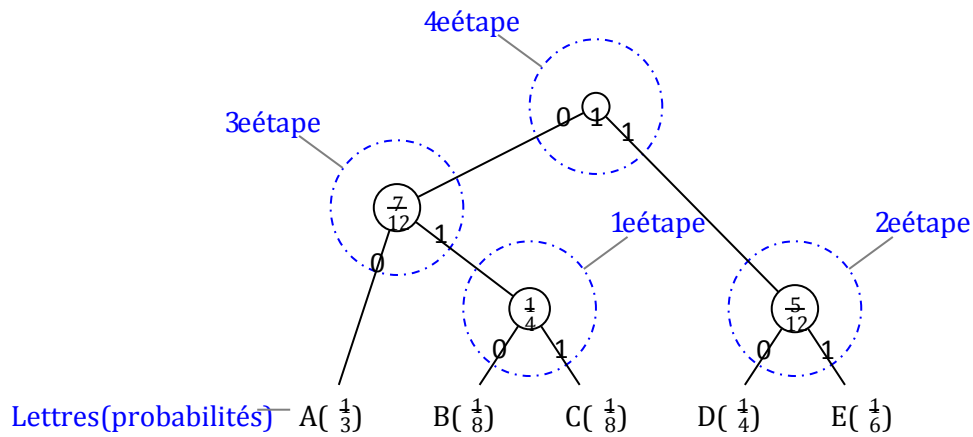 4eétape
0 1 1
3eétape
7/12
1eétape
2eétape
0 1
1/4
5/12
0 1
0 1
Lettres(probabilités) A(1/3) B(1/8) C(1/8) D(1/4) E(1/6)